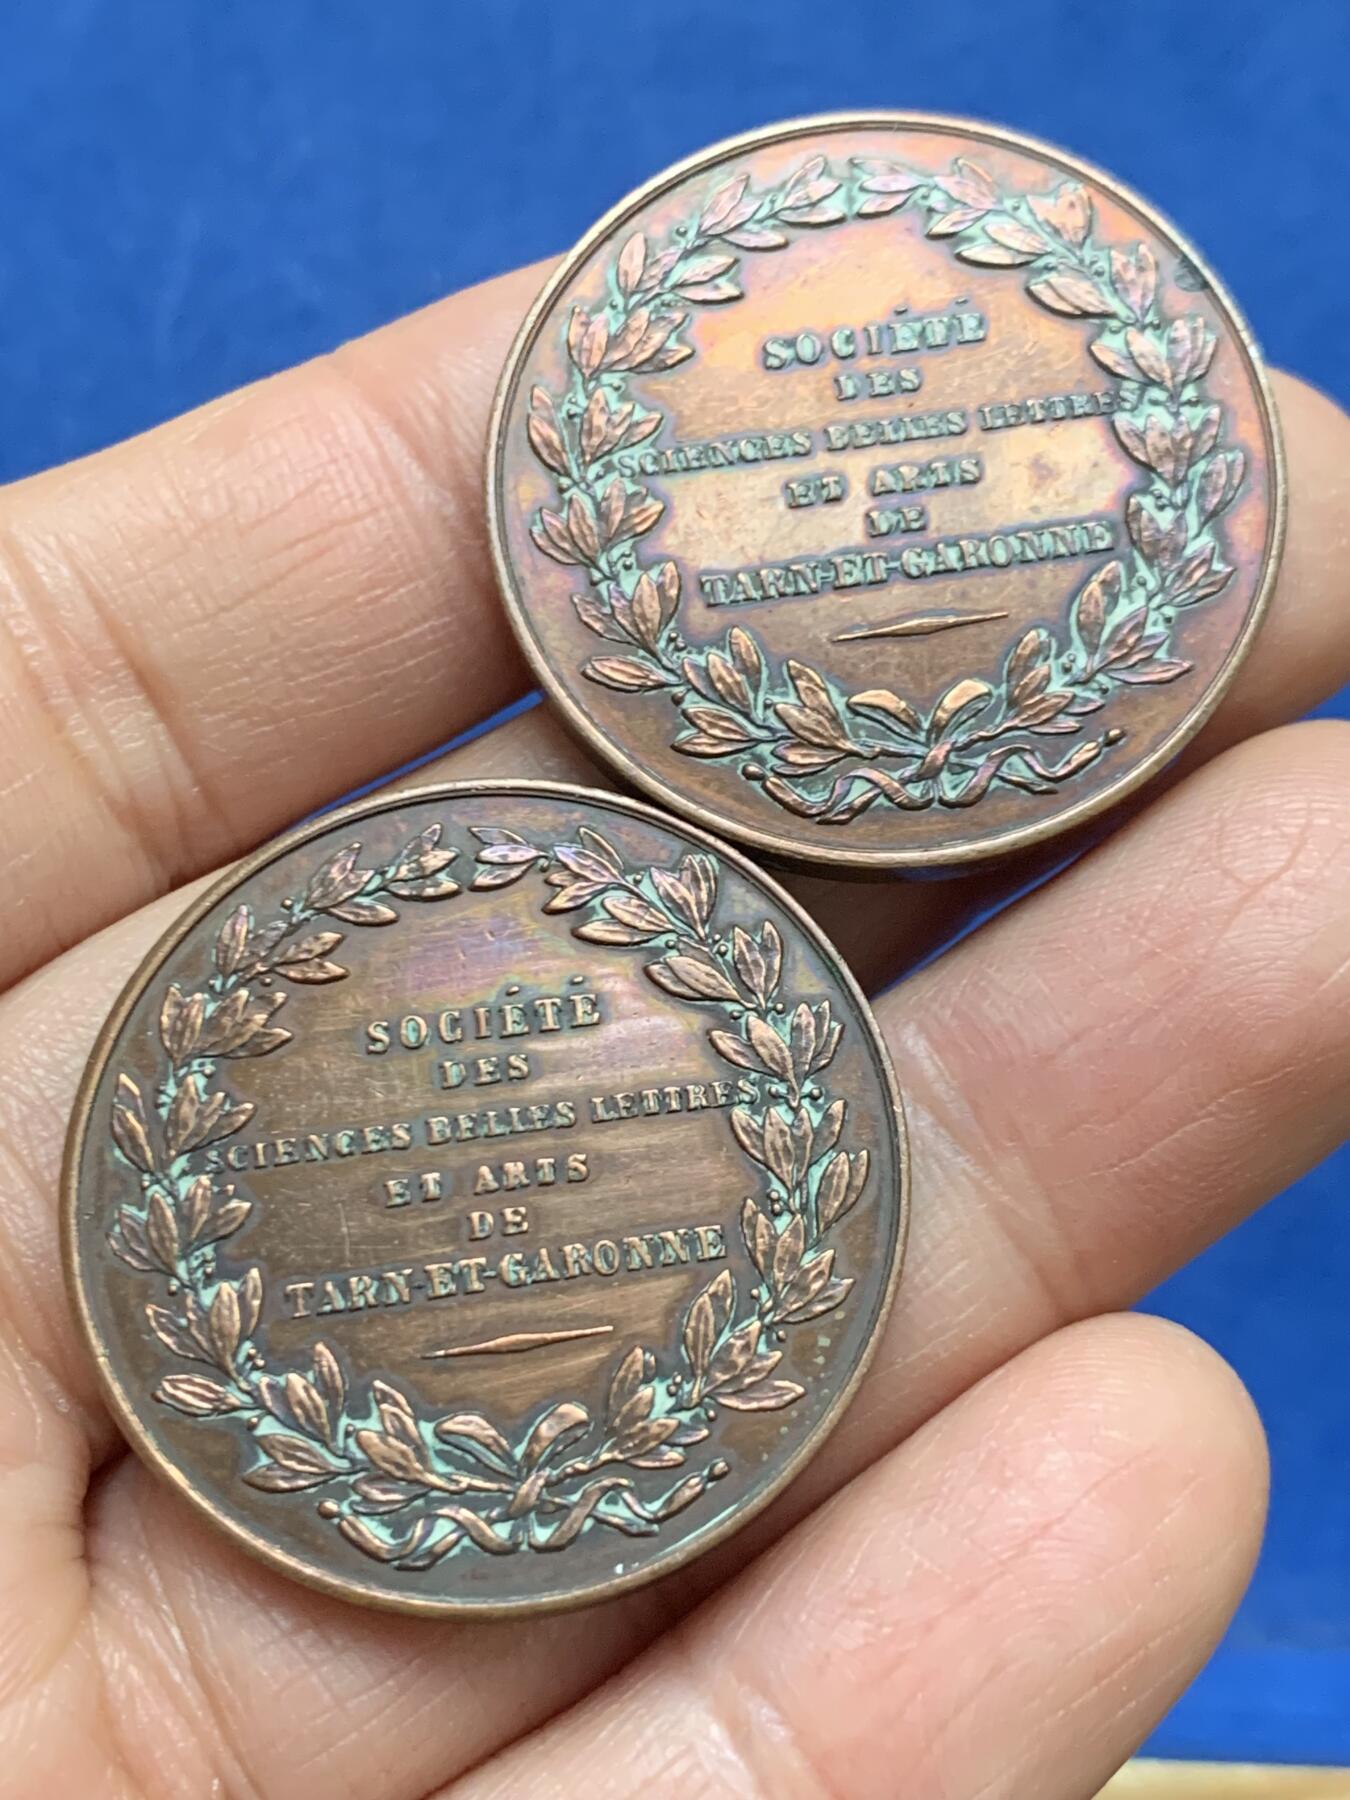 SOCIÉTÉ
DES
SCIENCES BELLES LETTRES
ET ARTS
DE
TARN-ET-GARONNE
SOCIÉTÉ
DES
SCIENCES BELLES LETTRES
ET ARTS
DE
TARN-ET-GARONNE